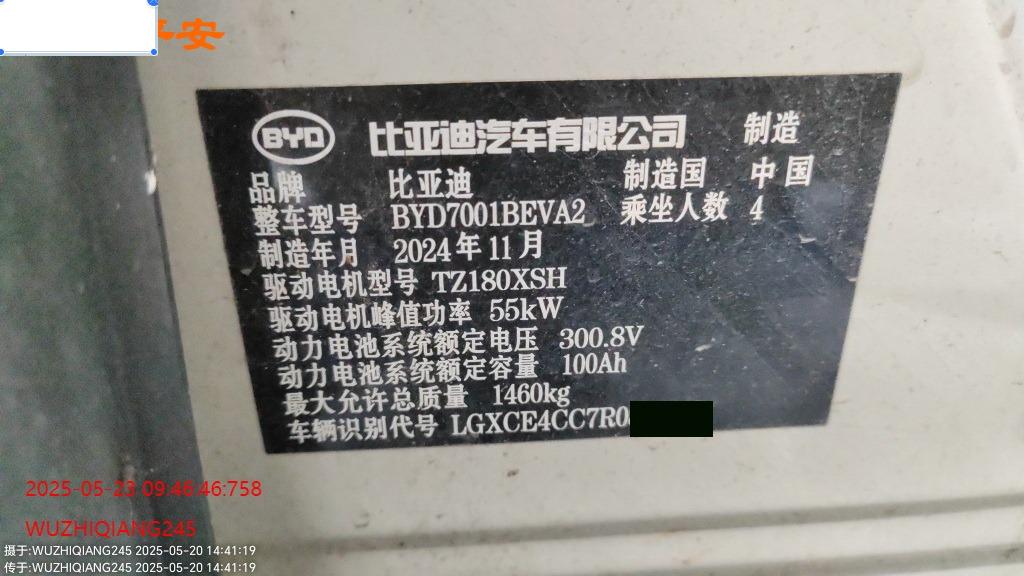 平安
BYD 比亚迪汽车有限公司 制造
品牌 比亚迪 制造国 中国
整车型号 BYD7001BEVA2 乘坐人数 4
制造年月 2024年11月
驱动电机型号 TZ180XSH
驱动电机峰值功率 55kW
动力电池系统额定电压 300.8V
动力电池系统额定容量 100Ah
最大允许总质量 1460kg
车辆识别代号 LGXCE4CC7R0
2025-05-23 09:46:46:758
WUZHIQIANG245
摄于:WUZHIQIANG245 2025-05-20 14:41:19
传于:WUZHIQIANG245 2025-05-20 14:41:19